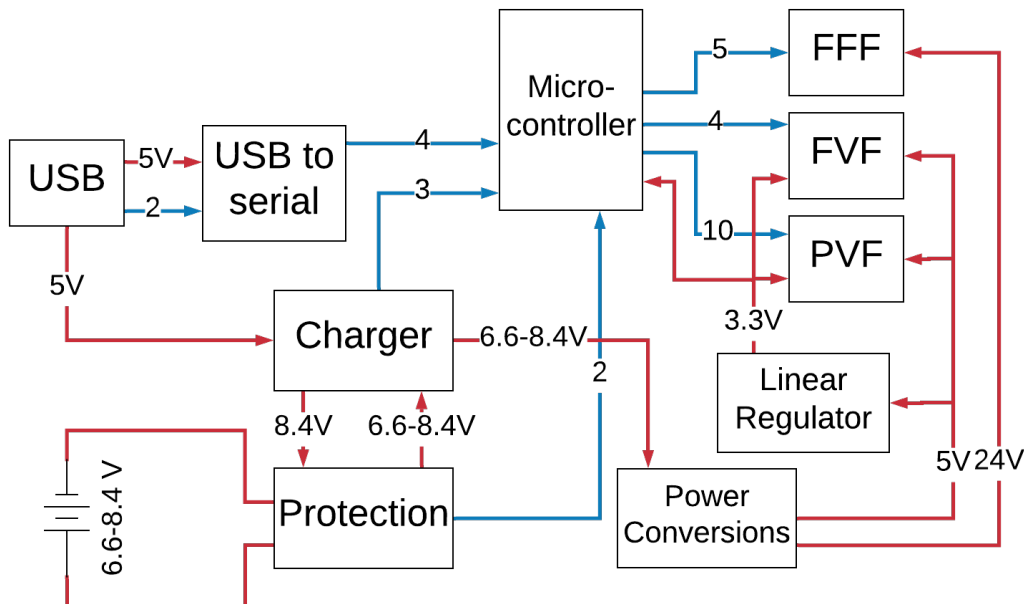 USB
5V
2
USB to
serial
4
3
Micro-
controller
5
4
10
FFF
FVF
PVF
5V
Charger
6.6-8.4V
2
3.3V
Linear
Regulator
8.4V
6.6-8.4V
6.6-8.4 V
Protection
Power
Conversions
5V
24V